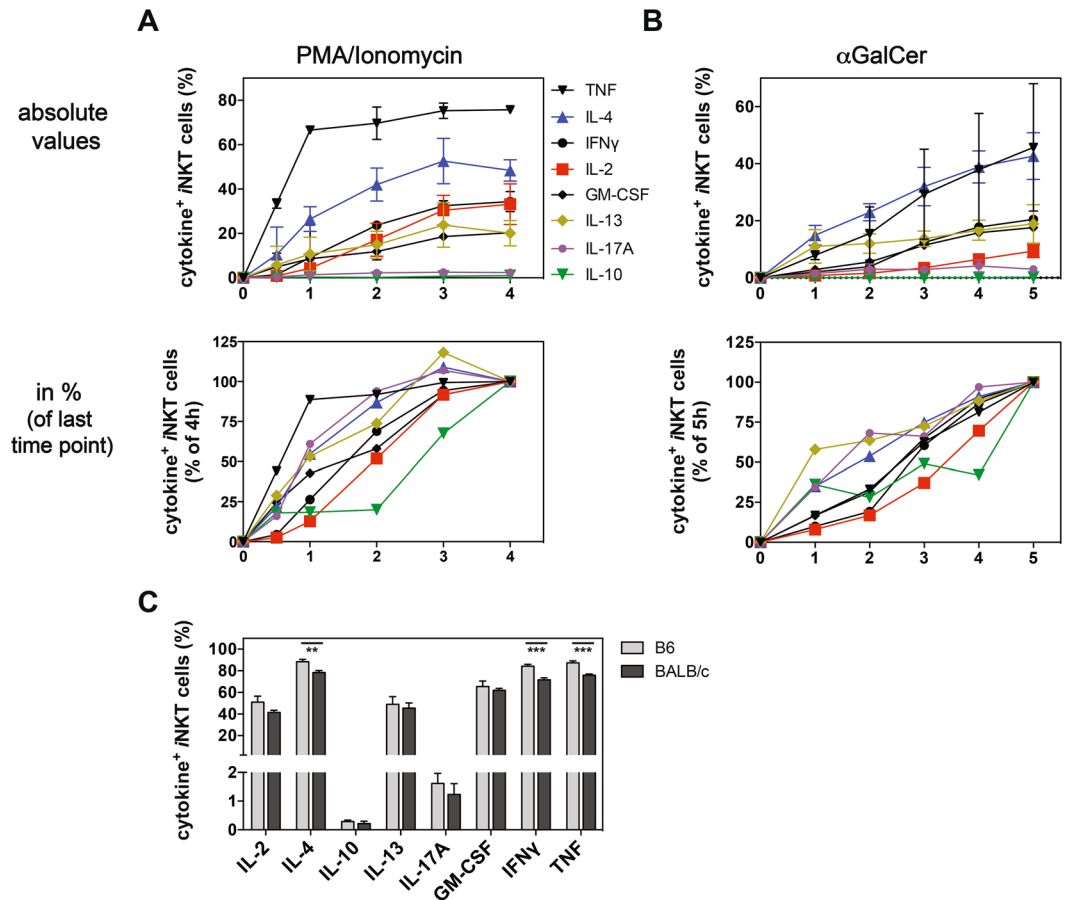 A
B
PMA/Ionomycin
αGalCer
absolute
values
cytokine⁺ iNKT cells (%)
80
60
40
20
0
0 1 2 3 4
TNF
IL-4
IFNγ
IL-2
GM-CSF
IL-13
IL-17A
IL-10
cytokine⁺ iNKT cells (%)
60
40
20
0
0 1 2 3 4 5
in %
(of last
time point)
cytokine⁺ iNKT cells
(% of 4h)
125
100
75
50
25
0
0 1 2 3 4
cytokine⁺ iNKT cells
(% of 5h)
125
100
75
50
25
0
0 1 2 3 4 5
C
cytokine⁺ iNKT cells (%)
100
80
60
40
20
2
1
0
** *** ***
B6
BALB/c
IL-2 IL-4 IL-10 IL-13 IL-17A GM-CSF IFNγ TNF